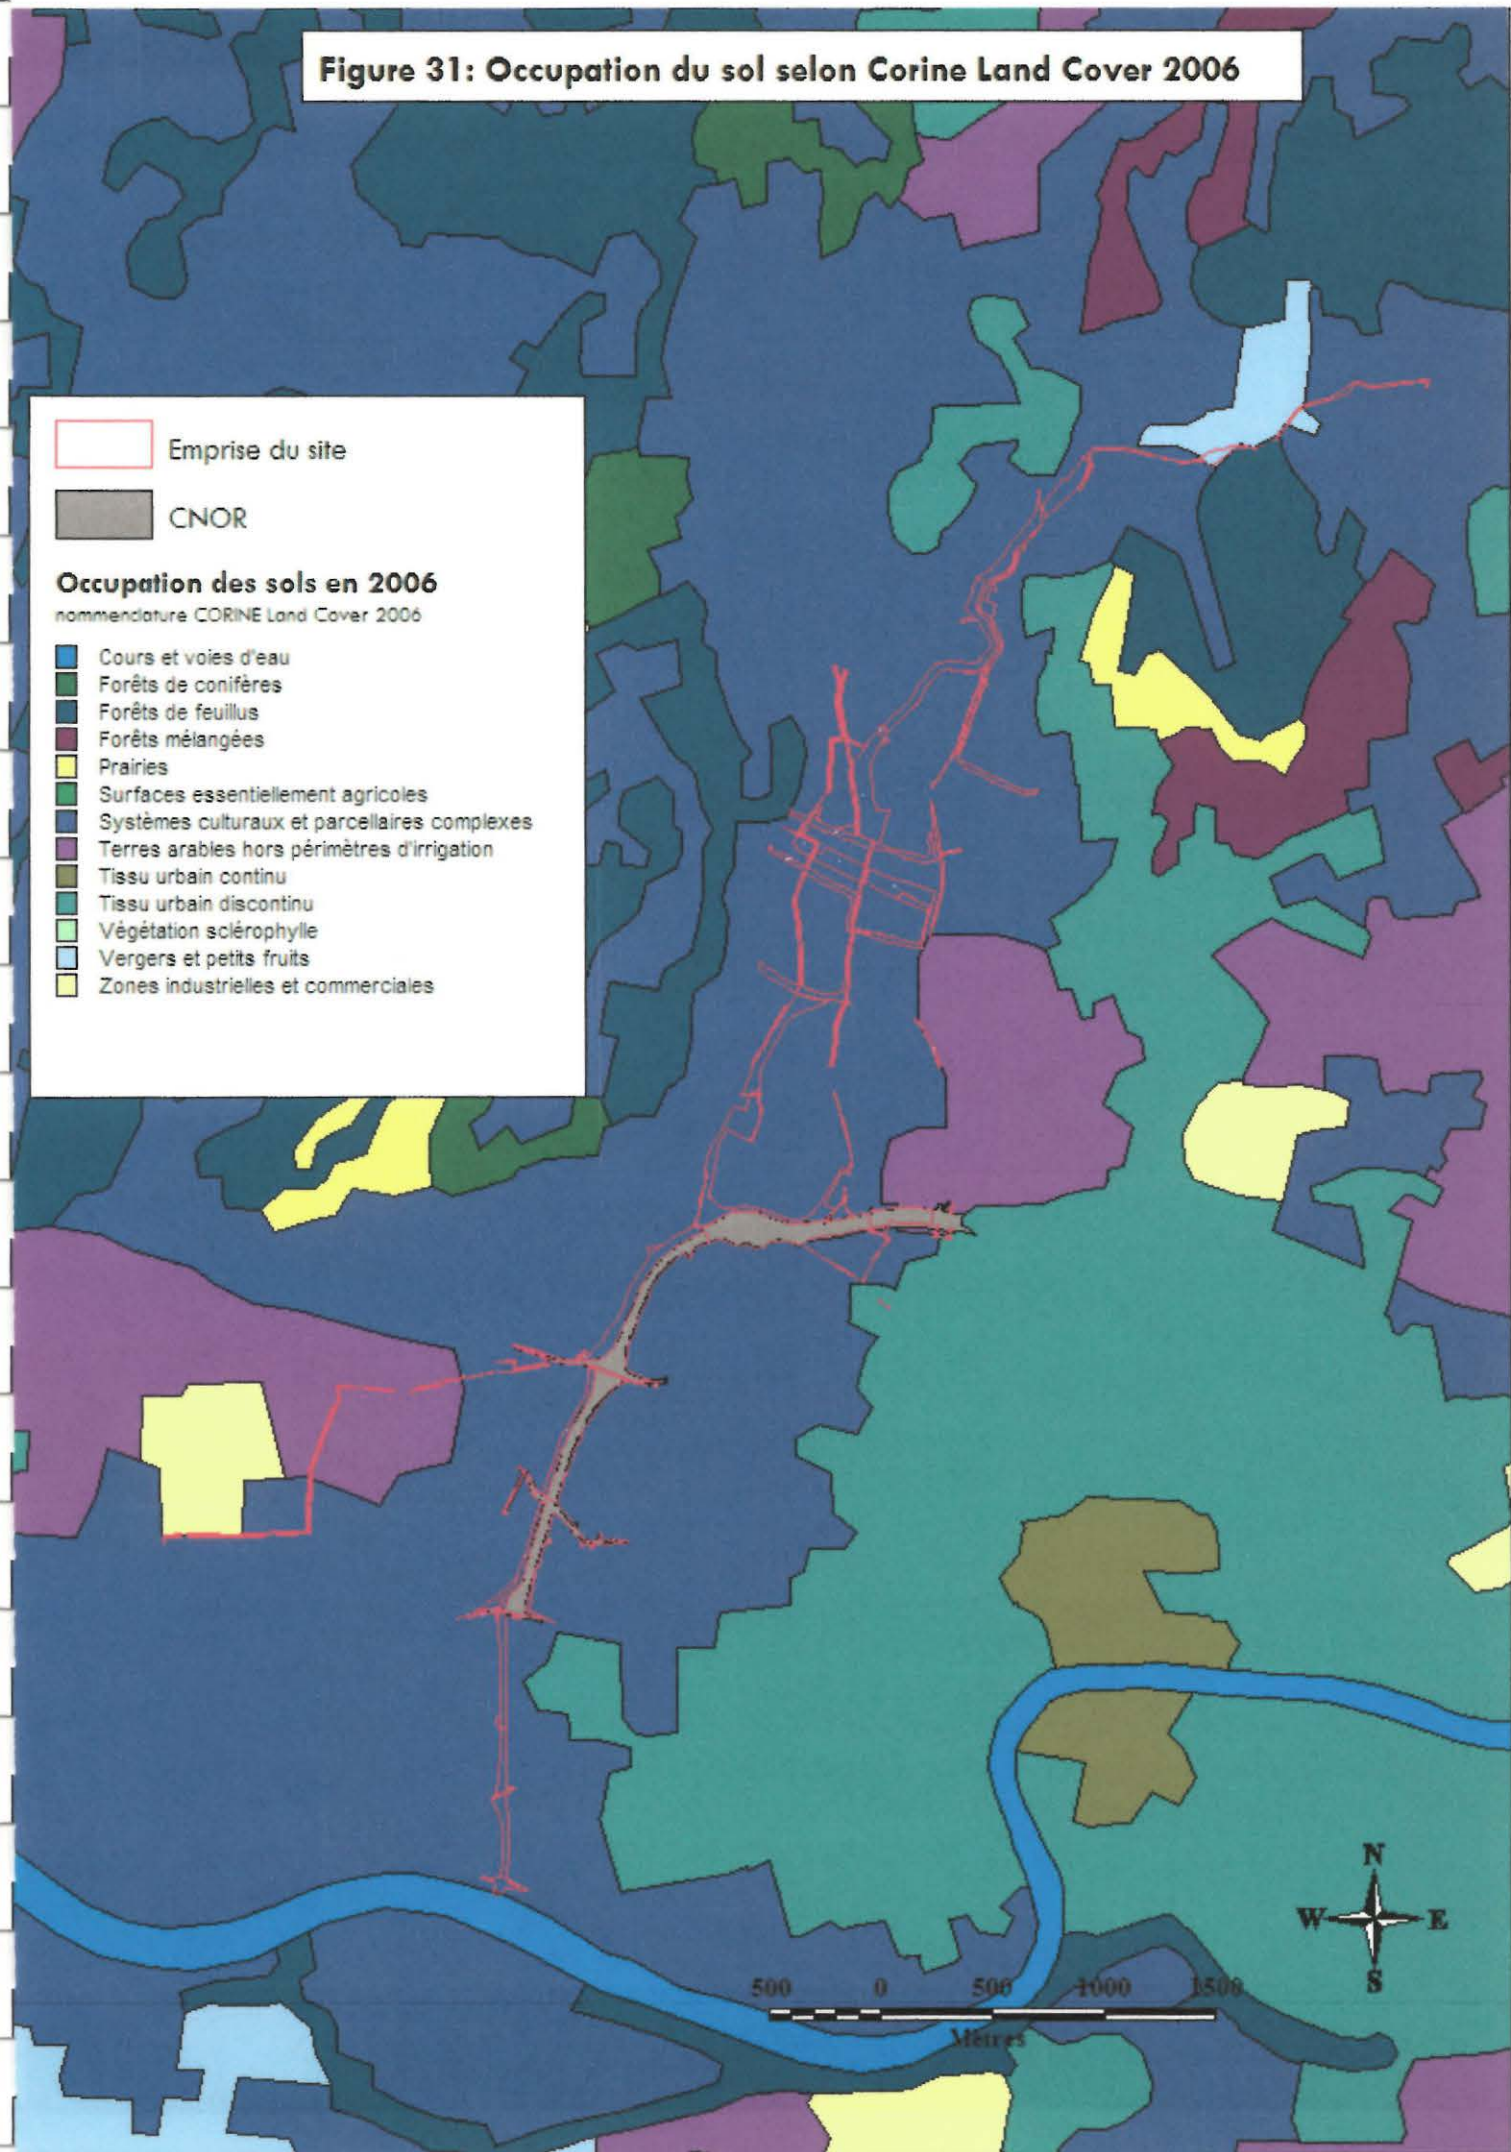 Figure 31: Occupation du sol selon Corine Land Cover 2006
Emprise du site
CNOR
Occupation des sols en 2006
nommenclature CORINE Land Cover 2006
Cours et voies d'eau
Forêts de conifères
Forêts de feuillus
Forêts mélangées
Prairies
Surfaces essentiellement agricoles
Systèmes culturaux et parcellaires complexes
Terres arables hors périmètres d'irrigation
Tissu urbain continu
Tissu urbain discontinu
Végétation sclérophylle
Vergers et petits fruits
Zones industrielles et commerciales
N
W E
S
500 0 500 1000 1500
Mètres